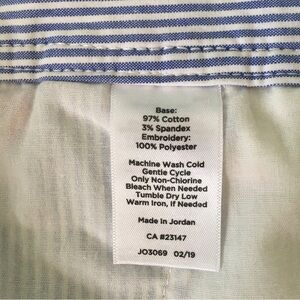 Base:
97% Cotton
3% Spandex
Embroidery:
100% Polyester
Machine Wash Cold
Gentle Cycle
Only Non-Chlorine
Bleach When Needed
Tumble Dry Low
Warm Iron, If Needed
Made In Jordan
CA #23147
JO3069 02/19